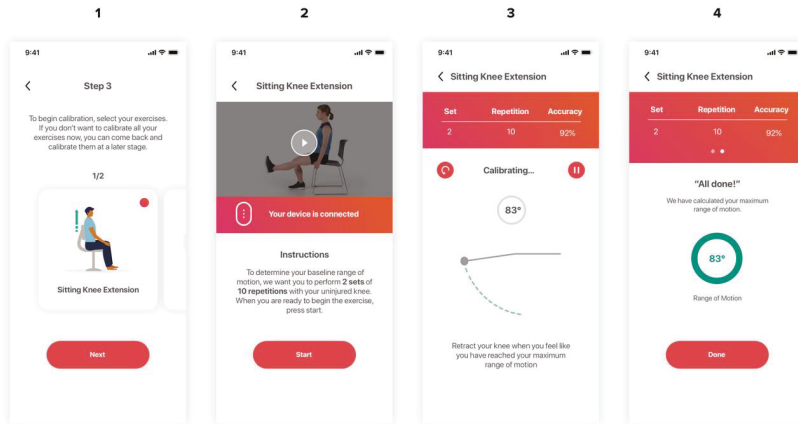 1
9:41
Step 3
To begin calibration, select your exercises.
If you don't want to calibrate all your
exercises now, you can come back and
calibrate them at a later stage.
1/2
Sitting Knee Extension
Next
2
9:41
Sitting Knee Extension
Your device is connected
Instructions
To determine your baseline range of
motion, we want you to perform 2 sets of
10 repetitions with your uninjured knee.
When you are ready to begin the exercise,
press start.
Start
3
9:41
Sitting Knee Extension
Set Repetition Accuracy
2 10 92%
Calibrating...
83°
Retract your knee when you feel like
you have reached your maximum
range of motion
4
9:41
Sitting Knee Extension
Set Repetition Accuracy
2 10 92%
"All done!"
We have calculated your maximum
range of motion.
83°
Range of Motion
Done